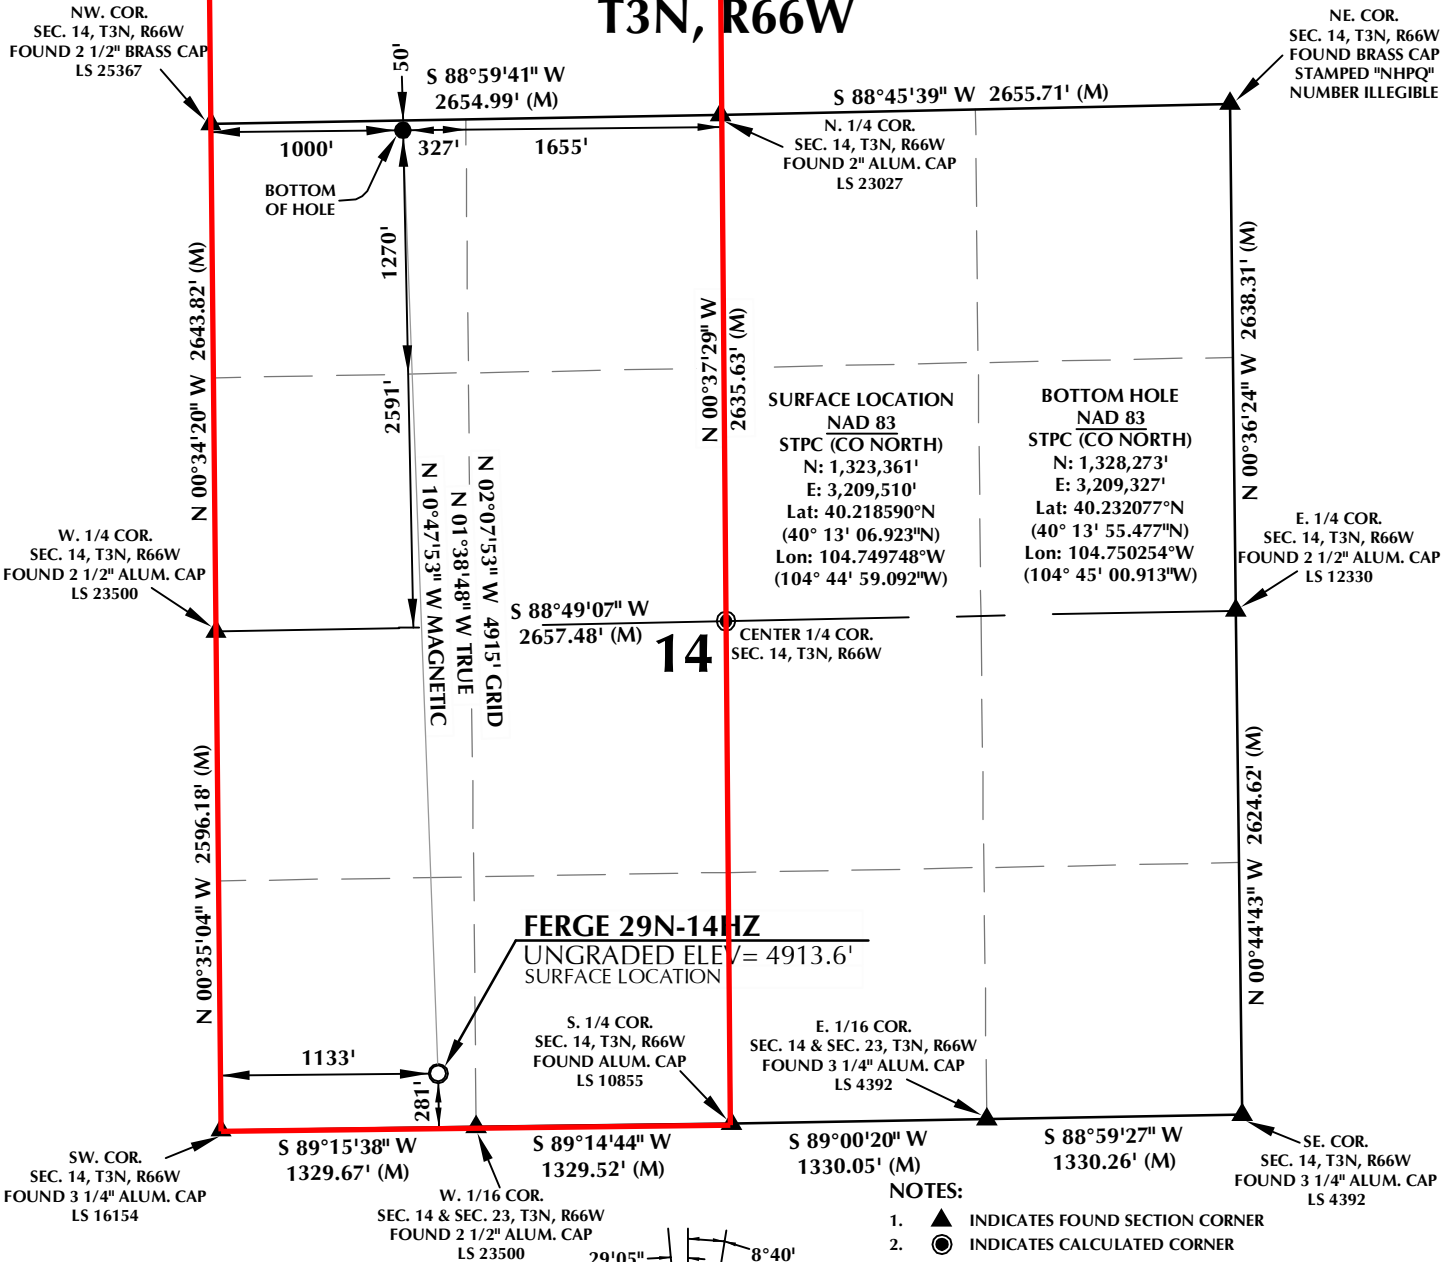 T3N, R66W
NW. COR.
SEC. 14, T3N, R66W
FOUND 2 1/2" BRASS CAP
LS 25367
50'
S 88°59'41" W
2654.99' (M)
S 88°45'39" W 2655.71' (M)
NE. COR.
SEC. 14, T3N, R66W
FOUND BRASS CAP
STAMPED "NHPQ"
NUMBER ILLEGIBLE
1000'
327'
1655'
N. 1/4 COR.
SEC. 14, T3N, R66W
FOUND 2" ALUM. CAP
LS 23027
BOTTOM
OF HOLE
1270'
2591'
N 00°34'20" W 2643.82' (M)
N 00°37'29" W
2635.63' (M)
N 00°36'24" W 2638.31' (M)
SURFACE LOCATION
NAD 83
STPC (CO NORTH)
N: 1,323,361'
E: 3,209,510'
Lat: 40.218590°N
(40° 13' 06.923"N)
Lon: 104.749748°W
(104° 44' 59.092"W)
BOTTOM HOLE
NAD 83
STPC (CO NORTH)
N: 1,328,273'
E: 3,209,327'
Lat: 40.232077°N
(40° 13' 55.477"N)
Lon: 104.750254°W
(104° 45' 00.913"W)
N 02°07'53" W 4915' GRID
N 01°38'48" W TRUE
N 10°47'53" W MAGNETIC
W. 1/4 COR.
SEC. 14, T3N, R66W
FOUND 2 1/2" ALUM. CAP
LS 23500
E. 1/4 COR.
SEC. 14, T3N, R66W
FOUND 2 1/2" ALUM. CAP
LS 12330
S 88°49'07" W
2657.48' (M)
14
CENTER 1/4 COR.
SEC. 14, T3N, R66W
N 00°35'04" W 2596.18' (M)
N 00°44'43" W 2624.62' (M)
FERGE 29N-14HZ
UNGRADED ELEV= 4913.6'
SURFACE LOCATION
1133'
281'
S. 1/4 COR.
SEC. 14, T3N, R66W
FOUND ALUM. CAP
LS 10855
E. 1/16 COR.
SEC. 14 & SEC. 23, T3N, R66W
FOUND 3 1/4" ALUM. CAP
LS 4392
SW. COR.
SEC. 14, T3N, R66W
FOUND 3 1/4" ALUM. CAP
LS 16154
S 89°15'38" W
1329.67' (M)
S 89°14'44" W
1329.52' (M)
S 89°00'20" W
1330.05' (M)
S 88°59'27" W
1330.26' (M)
SE. COR.
SEC. 14, T3N, R66W
FOUND 3 1/4" ALUM. CAP
LS 4392
W. 1/16 COR.
SEC. 14 & SEC. 23, T3N, R66W
FOUND 2 1/2" ALUM. CAP
LS 23500
NOTES:
1. INDICATES FOUND SECTION CORNER
2. INDICATES CALCULATED CORNER
29'05"
8°40'